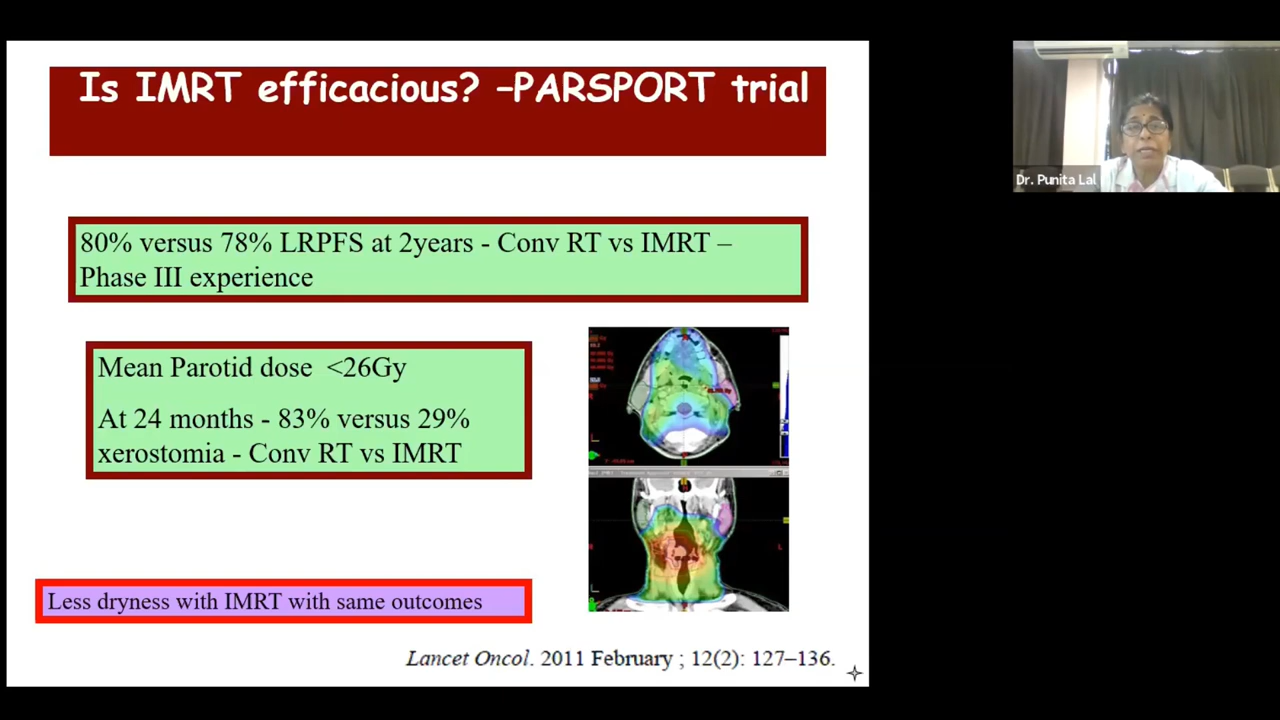 Is IMRT efficacious? –PARSPORT trial
80% versus 78% LRPFS at 2years - Conv RT vs IMRT –
Phase III experience
Mean Parotid dose <26Gy
At 24 months - 83% versus 29%
xerostomia - Conv RT vs IMRT
Less dryness with IMRT with same outcomes
Lancet Oncol. 2011 February ; 12(2): 127–136.
Dr. Punita Lal